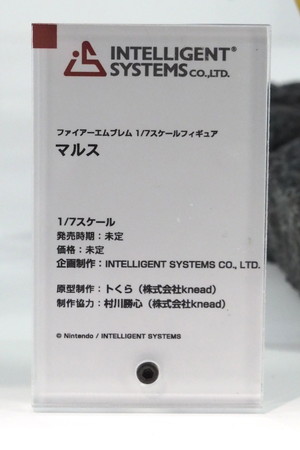 INTELLIGENT®
SYSTEMS CO.,LTD.
ファイアーエムブレム 1/7スケールフィギュア
マルス
1/7スケール
発売時期：未定
価格：未定
企画制作：INTELLIGENT SYSTEMS CO., LTD.
原型制作：トくら（株式会社knead）
制作協力：村川勝心（株式会社knead）
© Nintendo / INTELLIGENT SYSTEMS